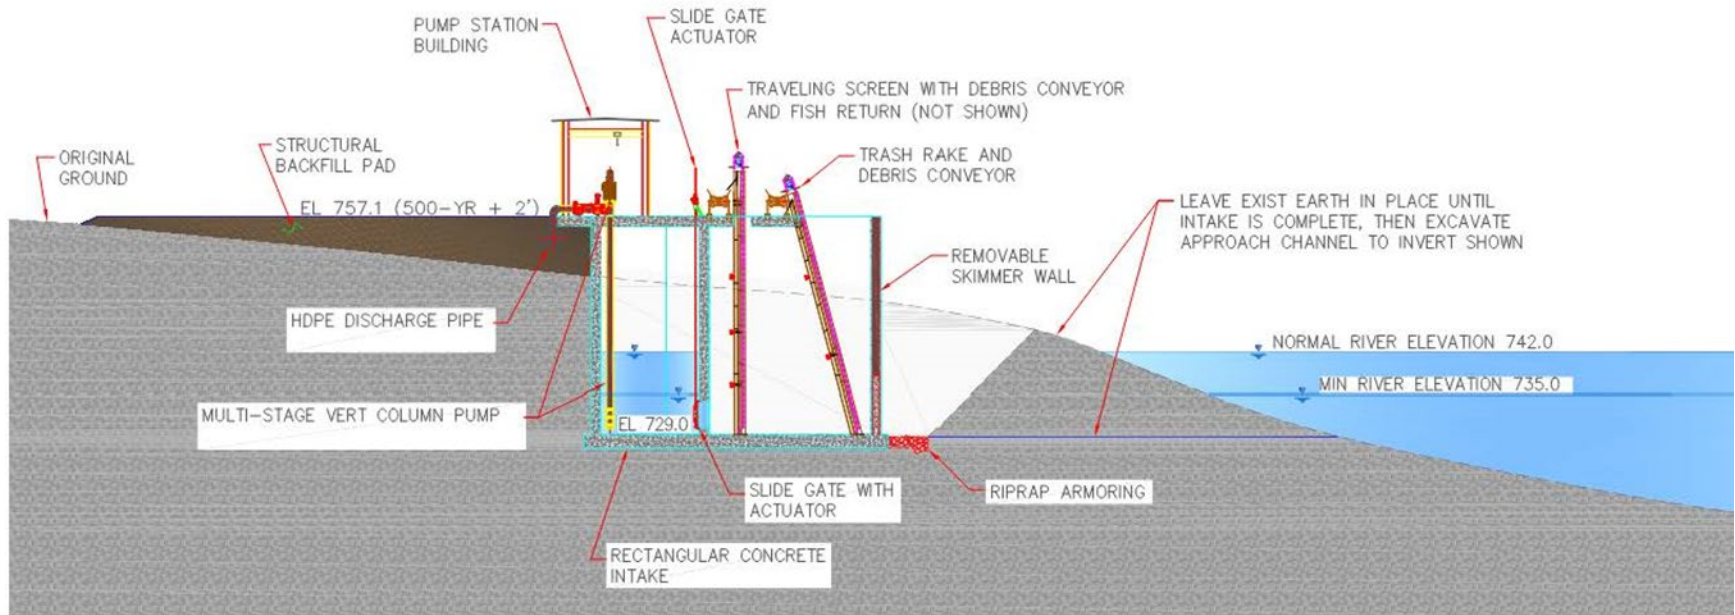 PUMP STATION
BUILDING
SLIDE GATE
ACTUATOR
TRAVELING SCREEN WITH DEBRIS CONVEYOR
AND FISH RETURN (NOT SHOWN)
STRUCTURAL
BACKFILL PAD
ORIGINAL
GROUND
TRASH RAKE AND
DEBRIS CONVEYOR
LEAVE EXIST EARTH IN PLACE UNTIL
INTAKE IS COMPLETE, THEN EXCAVATE
APPROACH CHANNEL TO INVERT SHOWN
EL 757.1 (500-YR + 2')
REMOVABLE
SKIMMER WALL
HDPE DISCHARGE PIPE
NORMAL RIVER ELEVATION 742.0
MIN RIVER ELEVATION 735.0
MULTI-STAGE VERT COLUMN PUMP
EL 729.0
SLIDE GATE WITH
ACTUATOR
RIPRAP ARMORING
RECTANGULAR CONCRETE
INTAKE